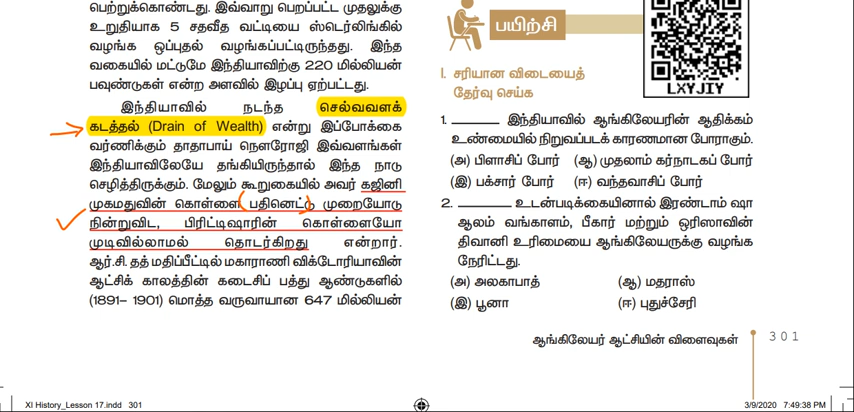 பெற்றுக்கொண்டது. இவ்வாறு பெறப்பட்ட முதலுக்கு
உறுதியாக 5 சதவீத வட்டியை ஸ்டெர்லிங்கில்
வழங்க ஒப்புதல் வழங்கப்பட்டிருந்தது. இந்த
வகையில் மட்டுமே இந்தியாவிற்கு 220 மில்லியன்
பவுண்டுகள் என்ற அளவில் இழப்பு ஏற்பட்டது.
இந்தியாவில் நடந்த செல்வவளக்
கடத்தல் (Drain of Wealth) என்று இப்போக்கை
வர்ணிக்கும் தாதாபாய் நௌரோஜி இவ்வளங்கள்
இந்தியாவிலேயே தங்கியிருந்தால் இந்த நாடு
செழித்திருக்கும். மேலும் கூறுகையில் அவர் கஜினி
முகமதுவின் கொள்ளை பதினெட்டு முறையோடு
நின்றுவிட, பிரிட்டிஷாரின் கொள்ளையோ
முடிவில்லாமல் தொடர்கிறது என்றார்.
ஆர்.சி. தத் மதிப்பீட்டில் மகாராணி விக்டோரியாவின்
ஆட்சிக் காலத்தின் கடைசிப் பத்து ஆண்டுகளில்
(1891– 1901) மொத்த வருவாயான 647 மில்லியன்
பயிற்சி
LXYJIY
I. சரியான விடையைத்
தேர்வு செய்க
1. ________ இந்தியாவில் ஆங்கிலேயரின் ஆதிக்கம்
உண்மையில் நிறுவப்படக் காரணமான போராகும்.
(அ) பிளாசிப் போர் (ஆ) முதலாம் கர்நாடகப் போர்
(இ) பக்சார் போர் (ஈ) வந்தவாசிப் போர்
2. ________ உடன்படிக்கையினால் இரண்டாம் ஷா
ஆலம் வங்காளம், பீகார் மற்றும் ஒரிஸாவின்
திவானி உரிமையை ஆங்கிலேயருக்கு வழங்க
நேரிட்டது.
(அ) அலகாபாத் (ஆ) மதராஸ்
(இ) பூனா (ஈ) புதுச்சேரி
ஆங்கிலேயர் ஆட்சியின் விளைவுகள் 301
XI History_Lesson 17.indd 301 3/9/2020 7:49:38 PM